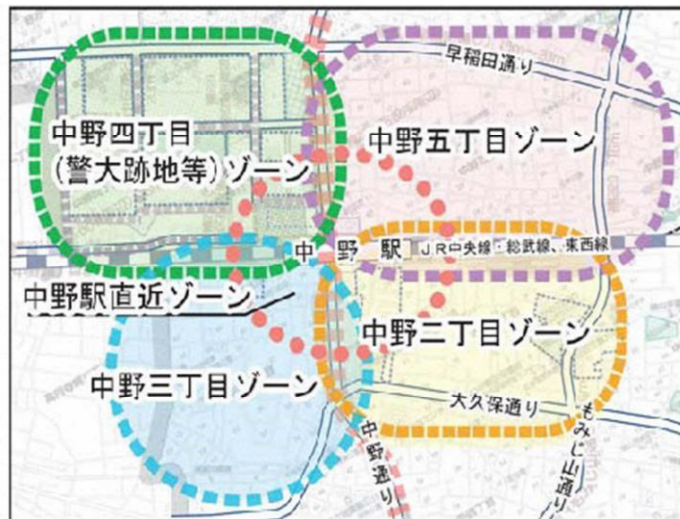 早稲田通り
中野四丁目
(警大跡地等)ゾーン
中野五丁目ゾーン
中野駅
JR中央線・総武線、東西線
中野駅直近ゾーン
中野二丁目ゾーン
中野三丁目ゾーン
大久保通り
中野通り
もみじ山通り